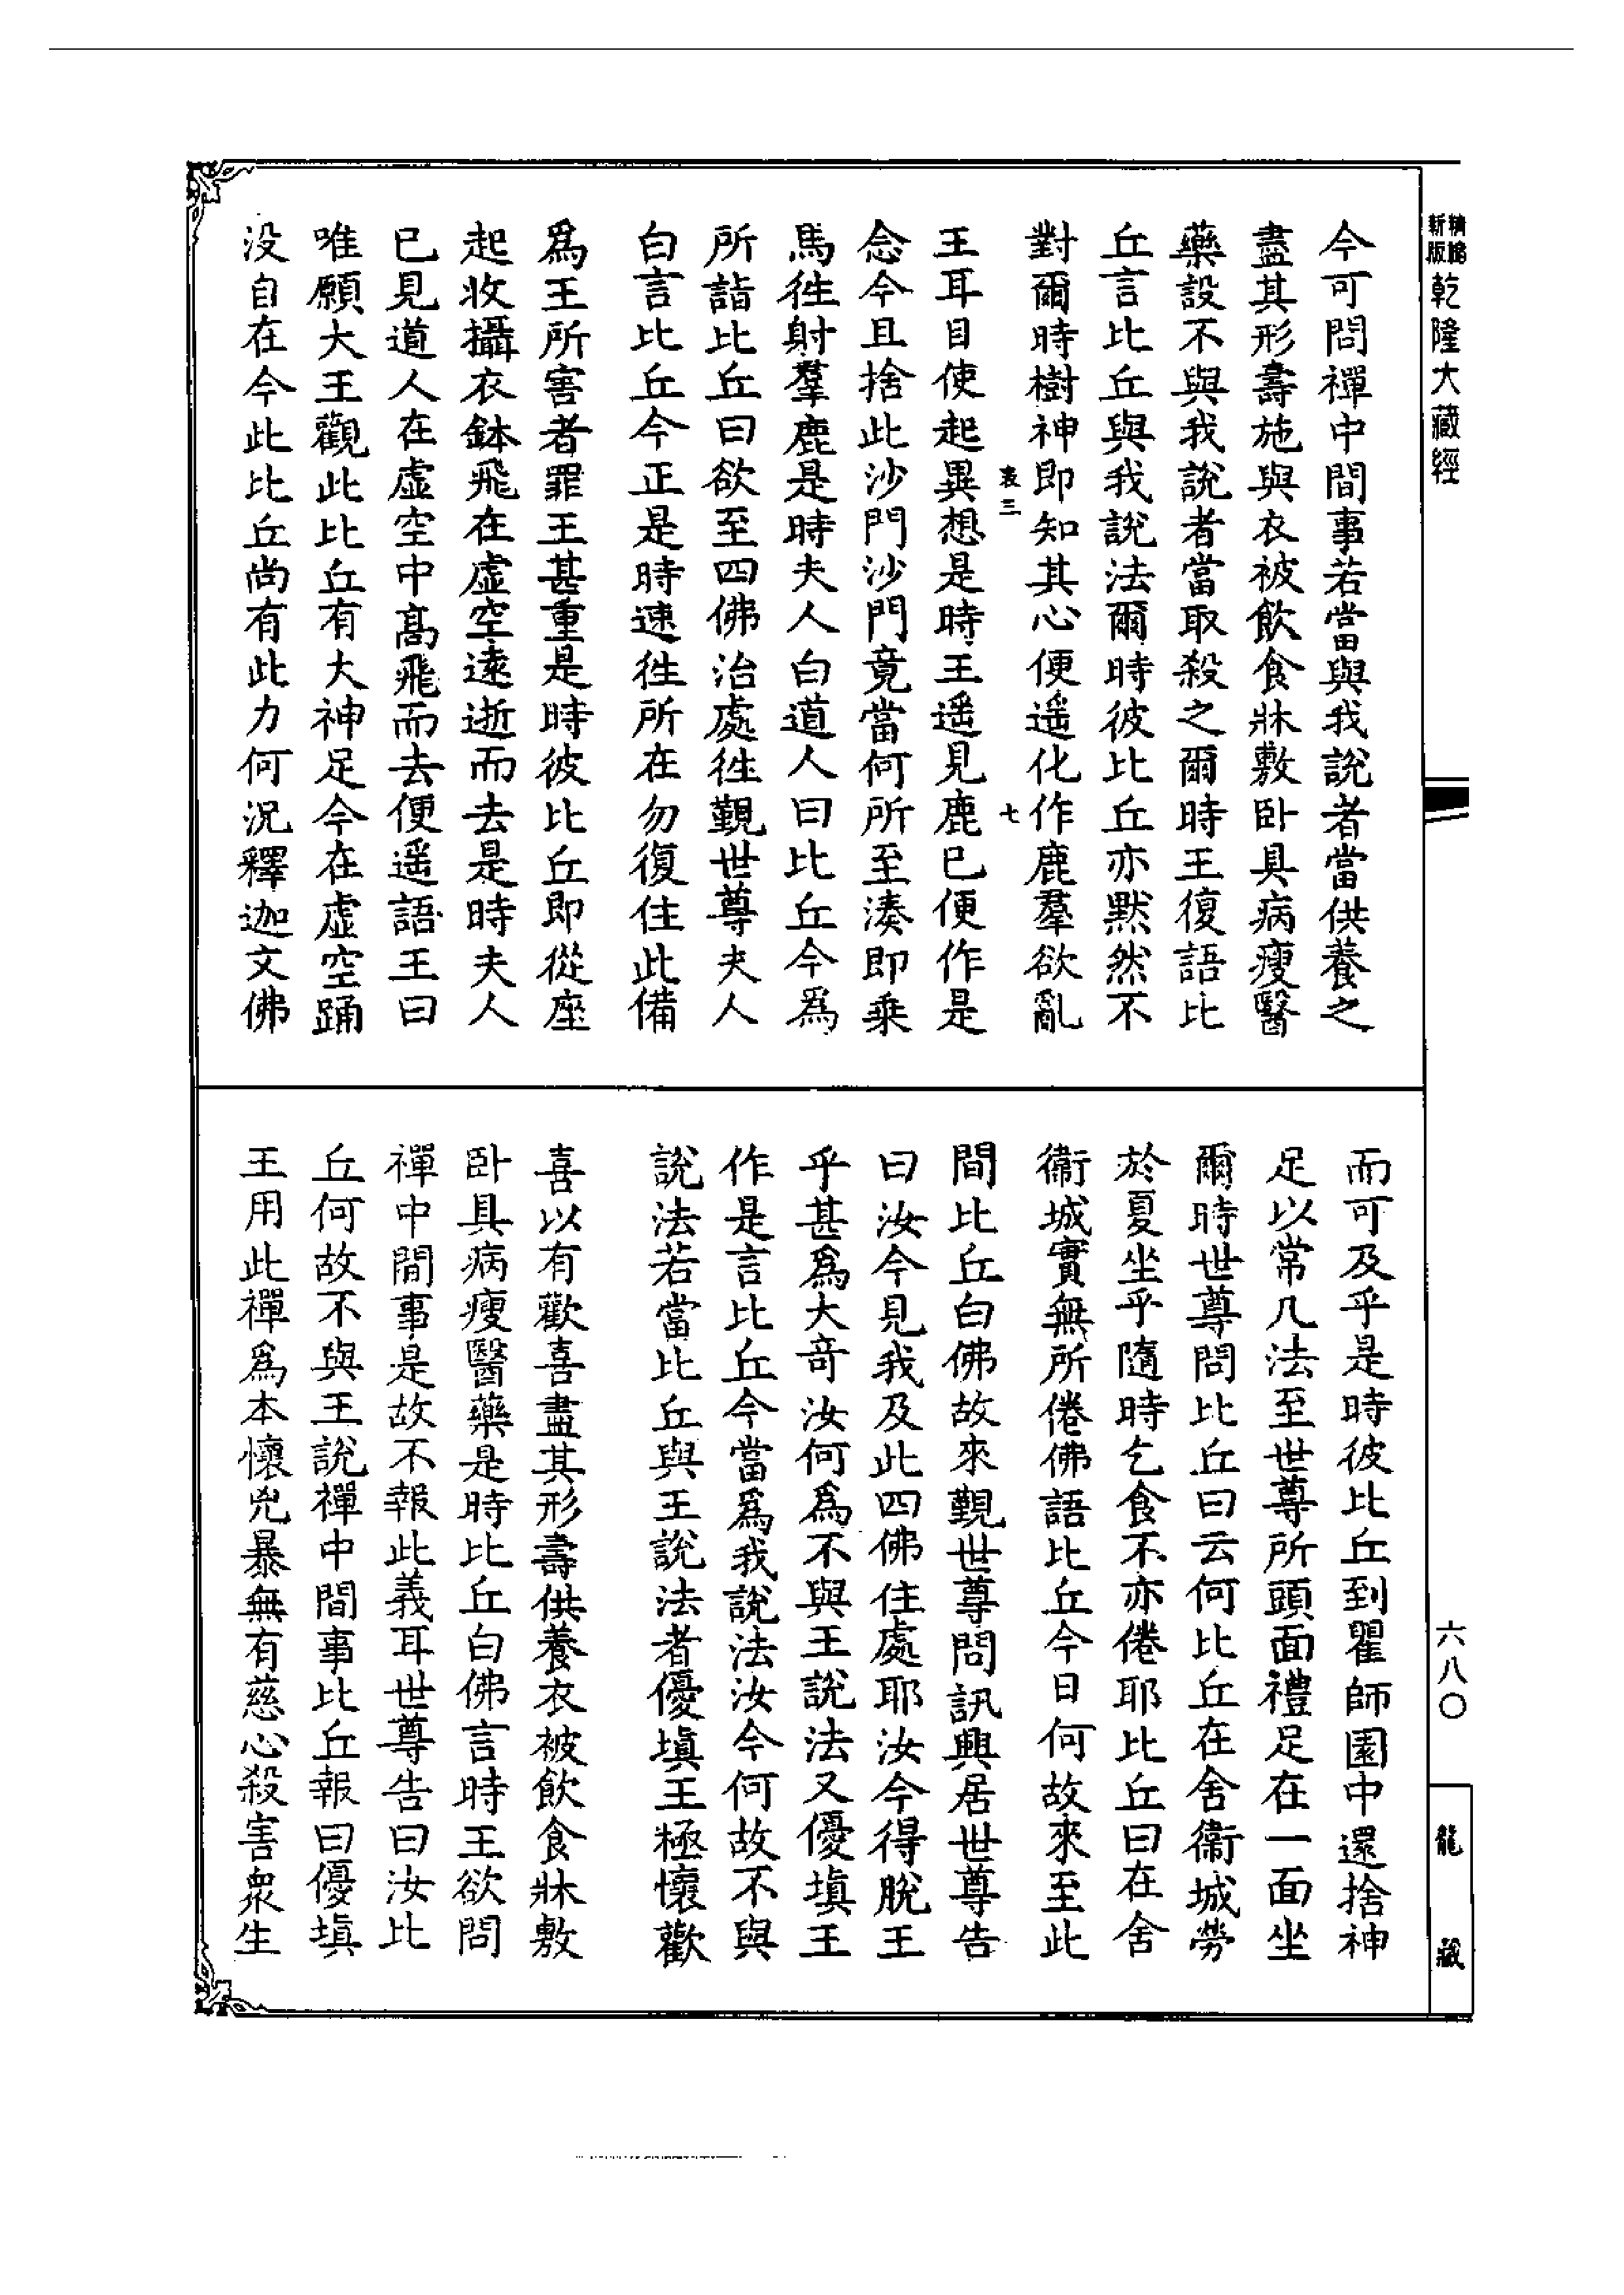 新版
精縮
乾隆大藏經
今可問禪中間事若當與我說者當供養之
盡其形壽施與衣被飲食牀敷卧具病瘦醫
藥設不與我說者當取殺之爾時王復語比
丘言比丘與我說法爾時彼比丘亦默然不
對爾時樹神即知其心便遥化作鹿羣欲亂
表三 七
王耳目使起異想是時王遥見鹿已便作是
念今且捨此沙門沙門竟當何所至湊即乗
馬徃射羣鹿是時夫人白道人曰比丘今爲
所詣比丘曰欲至四佛治處徃覲世尊夫人
白言比丘今正是時速徃所在勿復住此備
爲王所害者罪王甚重是時彼比丘即從座
起收攝衣鉢飛在虛空遠逝而去是時夫人
已見道人在虛空中髙飛而去便遥語王曰
唯願大王觀此比丘有大神足今在虛空踊
没自在今此比丘尚有此力何況釋迦文佛
而可及乎是時彼比丘到瞿師園中還捨神
足以常凡法至世尊所頭面禮足在一面坐
爾時世尊問比丘曰云何比丘在舍衞城勞
於夏坐乎隨時乞食不亦倦耶比丘曰在舍
衞城實無所倦佛語比丘今日何故來至此
間比丘白佛故來覲世尊問訊興居世尊告
曰汝今見我及此四佛住處耶汝今得脫王
乎甚爲大竒汝何爲不與王說法又優塡王
作是言比丘今當爲我說法汝今何故不與
說法若當比丘與王說法者優塡王極懷歡
喜以有歡喜盡其形壽供養衣被飲食牀敷
卧具病瘦醫藥是時比丘白佛言時王欲問
禪中間事是故不報此義耳世尊告曰汝比
丘何故不與王說禪中間事比丘報曰優塡
王用此禪爲本懷兇暴無有慈心殺害衆生
六八〇
龍藏